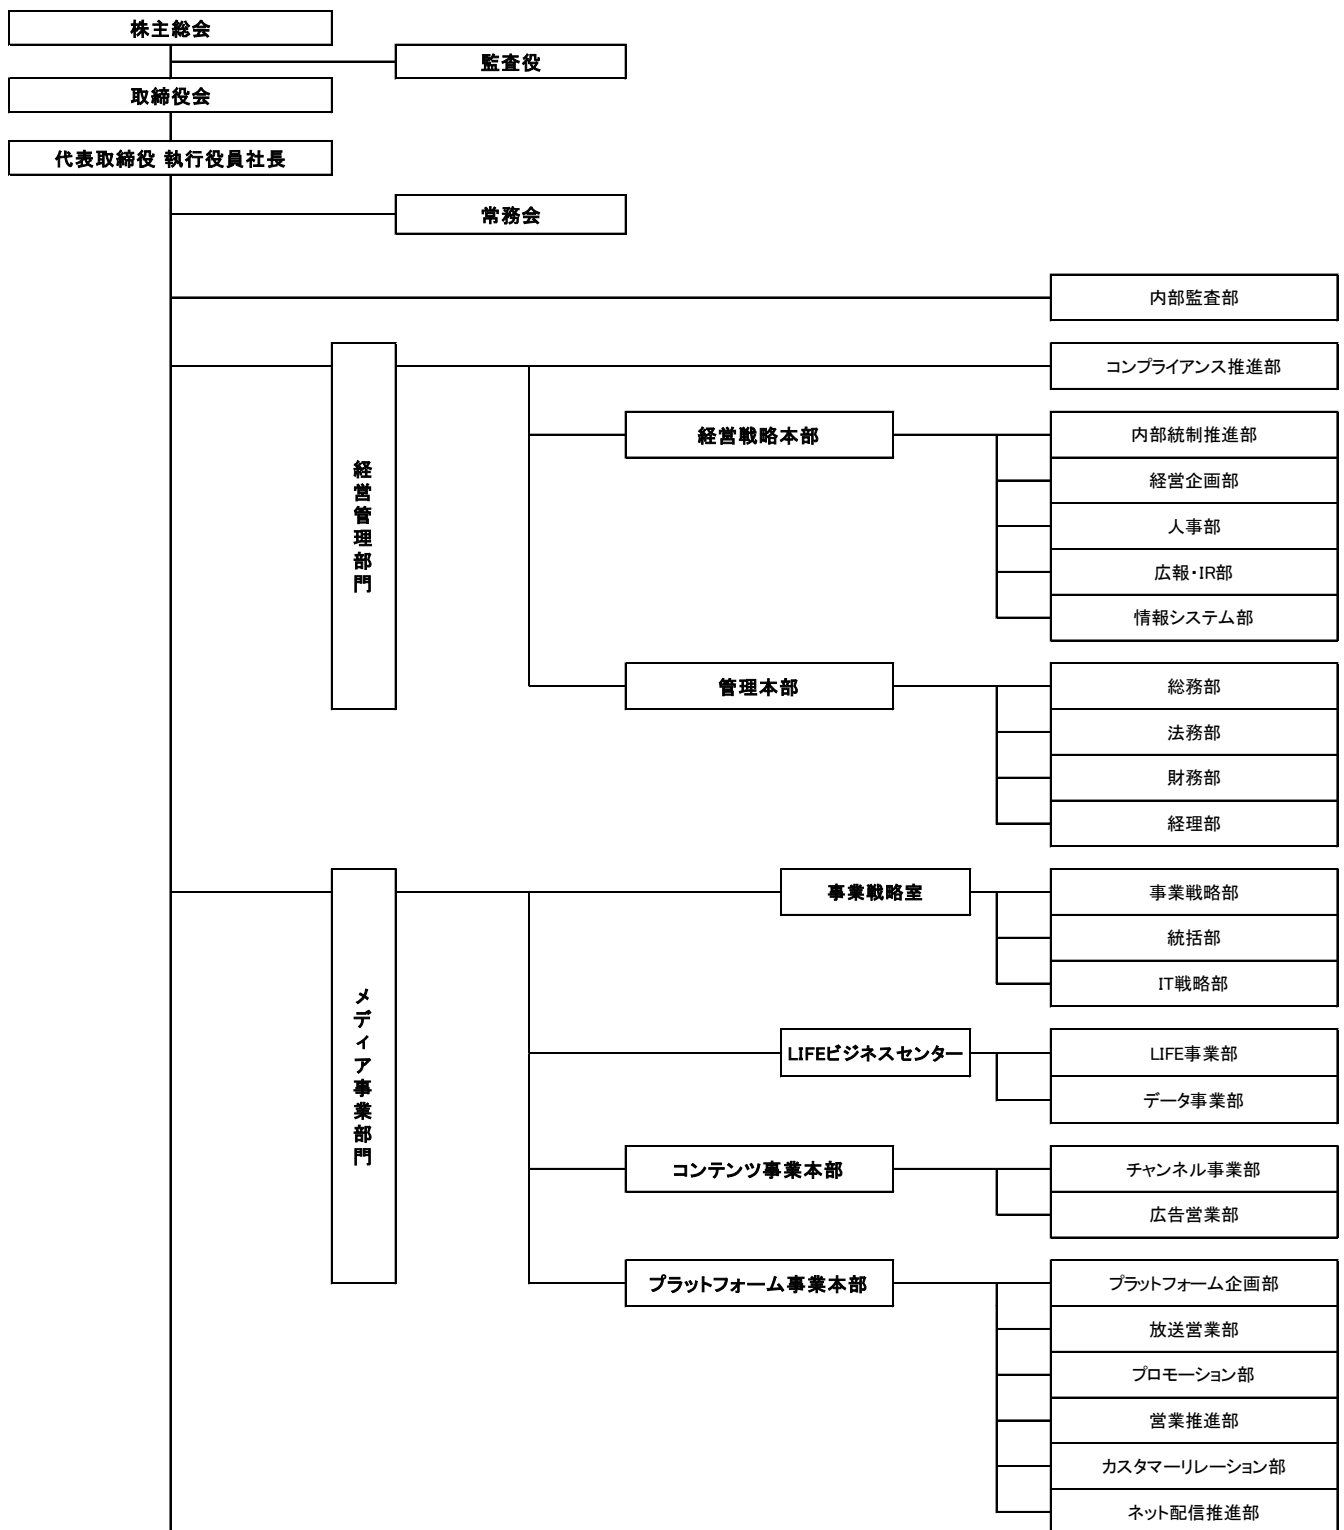 株主総会
監査役
取締役会
代表取締役 執行役員社長
常務会
内部監査部
経営管理部門
コンプライアンス推進部
経営戦略本部
内部統制推進部
経営企画部
人事部
広報・IR部
情報システム部
管理本部
総務部
法務部
財務部
経理部
メディア事業部門
事業戦略室
事業戦略部
統括部
IT戦略部
LIFEビジネスセンター
LIFE事業部
データ事業部
コンテンツ事業本部
チャンネル事業部
広告営業部
プラットフォーム事業本部
プラットフォーム企画部
放送営業部
プロモーション部
営業推進部
カスタマーリレーション部
ネット配信推進部